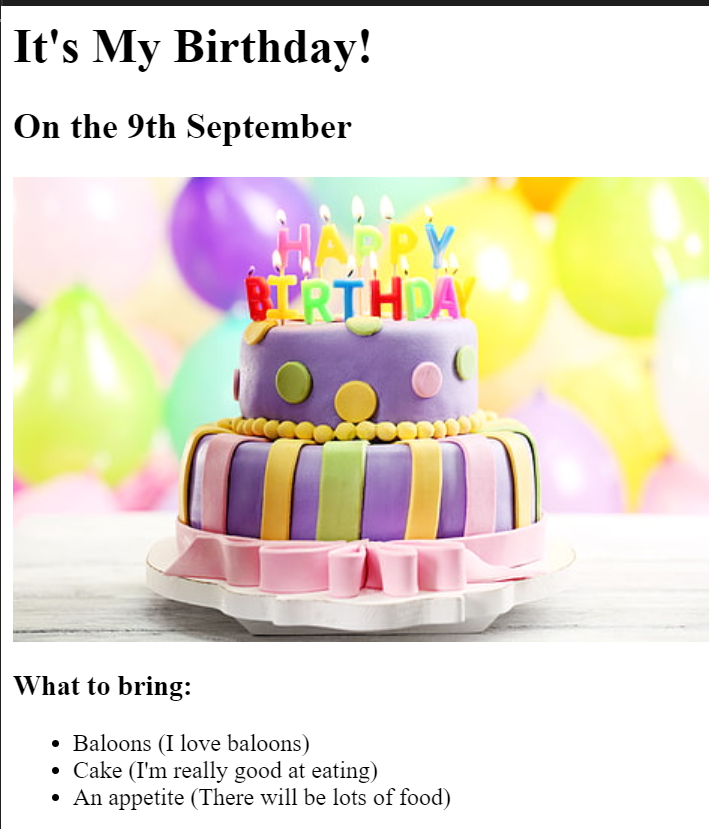 It's My Birthday!
On the 9th September
HAPPY
BIRTHDAY
What to bring:
Baloons (I love baloons)
Cake (I'm really good at eating)
An appetite (There will be lots of food)